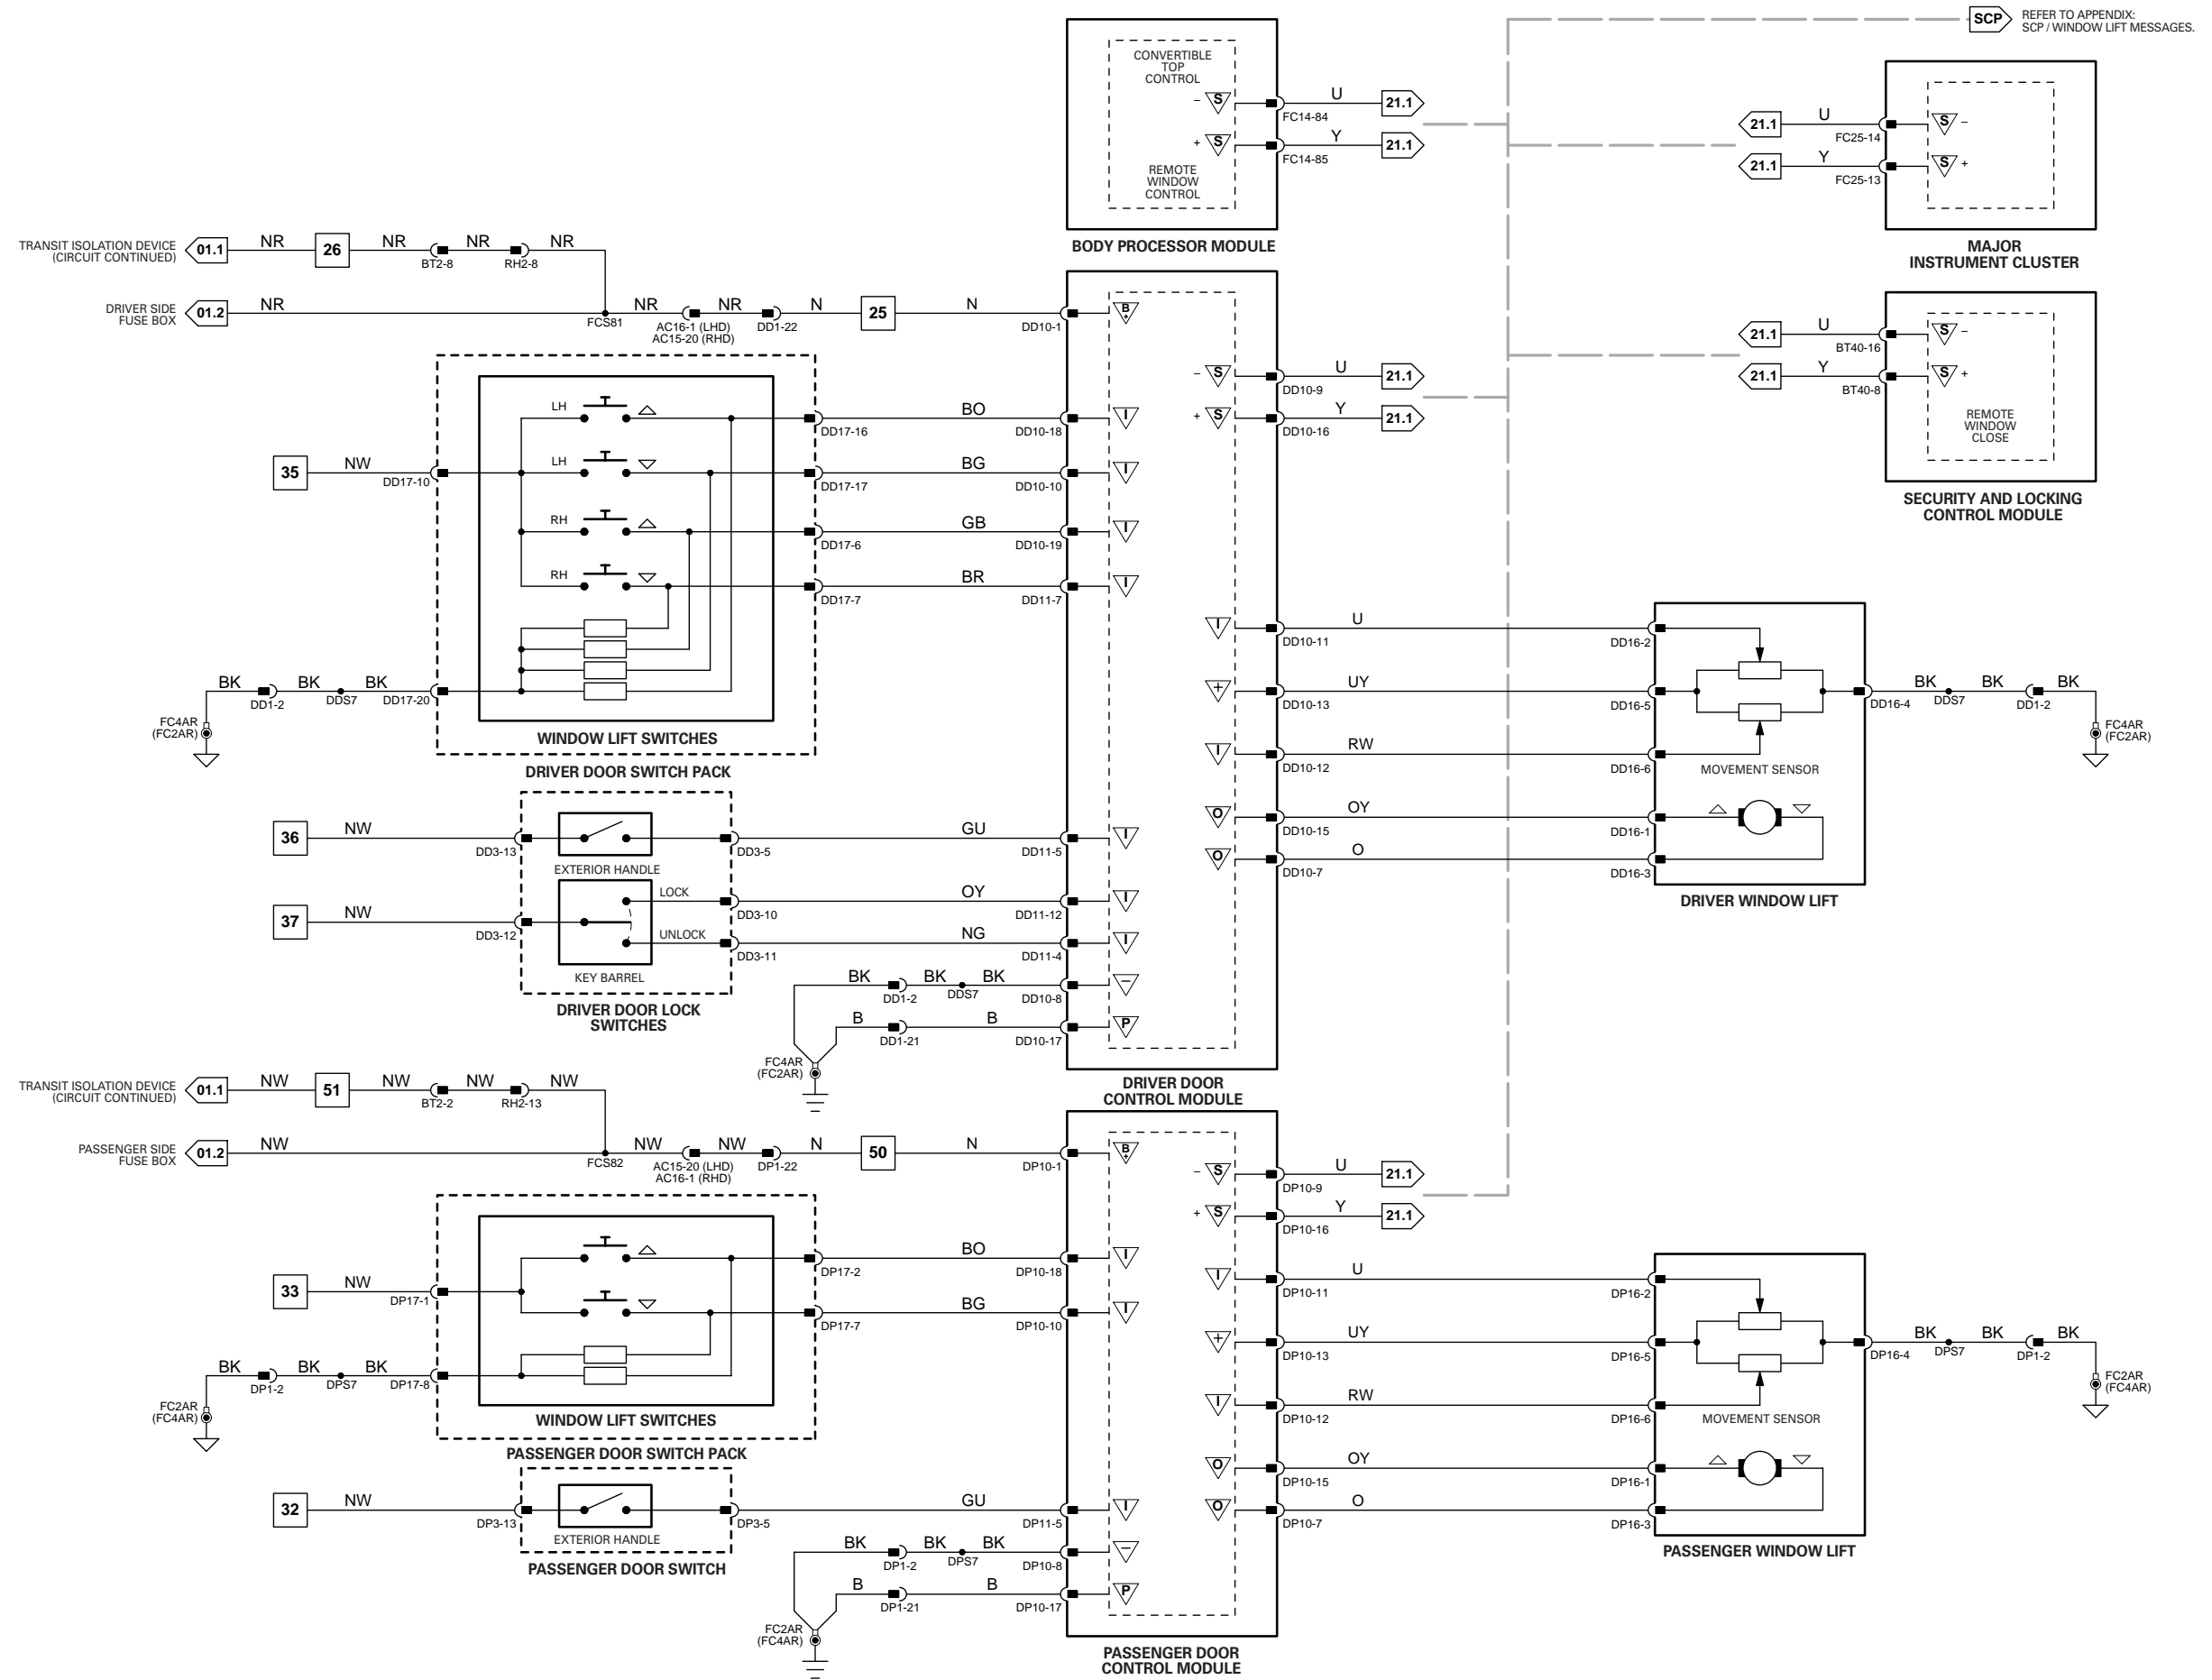 SCP
REFER TO APPENDIX:
SCP / WINDOW LIFT MESSAGES.
CONVERTIBLE
TOP
CONTROL
– S
U
FC14-84
21.1
+ S
Y
FC14-85
21.1
REMOTE
WINDOW
CONTROL
BODY PROCESSOR MODULE
21.1
U
FC25-14
S –
21.1
Y
FC25-13
S +
MAJOR
INSTRUMENT CLUSTER
21.1
U
BT40-16
S –
21.1
Y
BT40-8
S +
REMOTE
WINDOW
CLOSE
SECURITY AND LOCKING
CONTROL MODULE
TRANSIT ISOLATION DEVICE
(CIRCUIT CONTINUED)
01.1
NR
26
NR
BT2-8
NR
RH2-8
NR
DRIVER SIDE
FUSE BOX
01.2
NR
FCS81
NR
AC16-1 (LHD)
AC15-20 (RHD)
NR
DD1-22
N
25
N
DD10-1
B+
35
NW
DD17-10
LH
DD17-16
BO
DD10-18
I
LH
DD17-17
BG
DD10-10
I
RH
DD17-6
GB
DD10-19
I
RH
DD17-7
BR
DD11-7
I
BK
DD1-2
BK
DDS7
BK
DD17-20
FC4AR
(FC2AR)
WINDOW LIFT SWITCHES
DRIVER DOOR SWITCH PACK
36
NW
DD3-13
EXTERIOR HANDLE
DD3-5
GU
DD11-5
I
37
NW
DD3-12
LOCK
DD3-10
OY
DD11-12
I
UNLOCK
DD3-11
NG
DD11-4
I
KEY BARREL
DRIVER DOOR LOCK
SWITCHES
BK
DD1-2
BK
DDS7
BK
DD10-8
–
B
DD1-21
B
DD10-17
P
FC4AR
(FC2AR)
– S
U
DD10-9
21.1
+ S
Y
DD10-16
21.1
I
DD10-11
U
DD16-2
+
DD10-13
UY
DD16-5
I
DD10-12
RW
DD16-6
O
DD10-15
OY
DD16-1
O
DD10-7
O
DD16-3
DRIVER DOOR
CONTROL MODULE
MOVEMENT SENSOR
DD16-4
BK
DDS7
BK
DD1-2
BK
FC4AR
(FC2AR)
DRIVER WINDOW LIFT
TRANSIT ISOLATION DEVICE
(CIRCUIT CONTINUED)
01.1
NW
51
NW
BT2-2
NW
RH2-13
NW
PASSENGER SIDE
FUSE BOX
01.2
NW
FCS82
NW
AC15-20 (LHD)
AC16-1 (RHD)
NW
DP1-22
N
50
N
DP10-1
B+
33
NW
DP17-1
DP17-2
BO
DP10-18
I
DP17-7
BG
DP10-10
I
BK
DP1-2
BK
DPS7
BK
DP17-8
FC2AR
(FC4AR)
WINDOW LIFT SWITCHES
PASSENGER DOOR SWITCH PACK
32
NW
DP3-13
EXTERIOR HANDLE
DP3-5
GU
DP11-5
I
PASSENGER DOOR SWITCH
BK
DP1-2
BK
DPS7
BK
DP10-8
–
B
DP1-21
B
DP10-17
P
FC2AR
(FC4AR)
– S
U
DP10-9
21.1
+ S
Y
DP10-16
21.1
I
DP10-11
U
DP16-2
+
DP10-13
UY
DP16-5
I
DP10-12
RW
DP16-6
O
DP10-15
OY
DP16-1
O
DP10-7
O
DP16-3
PASSENGER DOOR
CONTROL MODULE
MOVEMENT SENSOR
DP16-4
BK
DPS7
BK
DP1-2
BK
FC2AR
(FC4AR)
PASSENGER WINDOW LIFT